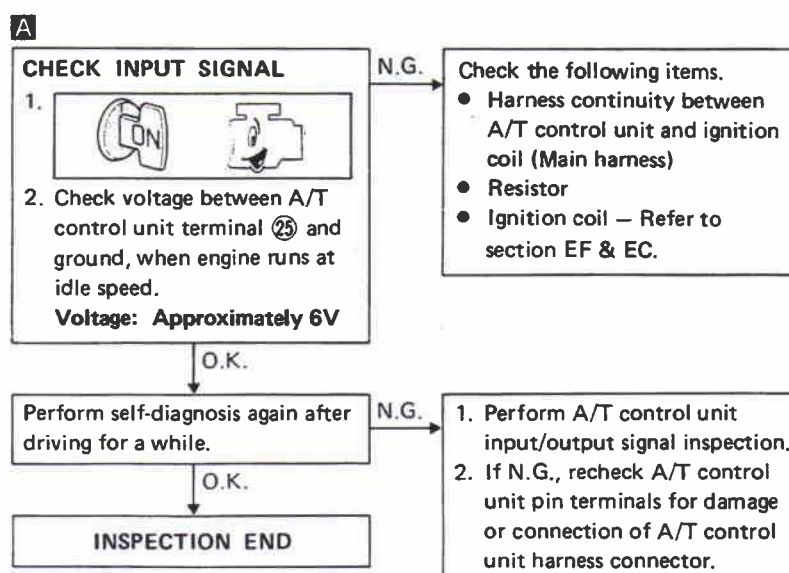 A
CHECK INPUT SIGNAL
1.
ON
2. Check voltage between A/T
control unit terminal ㉕ and
ground, when engine runs at
idle speed.
Voltage: Approximately 6V
N.G.
Check the following items.
● Harness continuity between
A/T control unit and ignition
coil (Main harness)
● Resistor
● Ignition coil — Refer to
section EF & EC.
O.K.
Perform self-diagnosis again after
driving for a while.
N.G.
1. Perform A/T control unit
input/output signal inspection.
2. If N.G., recheck A/T control
unit pin terminals for damage
or connection of A/T control
unit harness connector.
O.K.
INSPECTION END